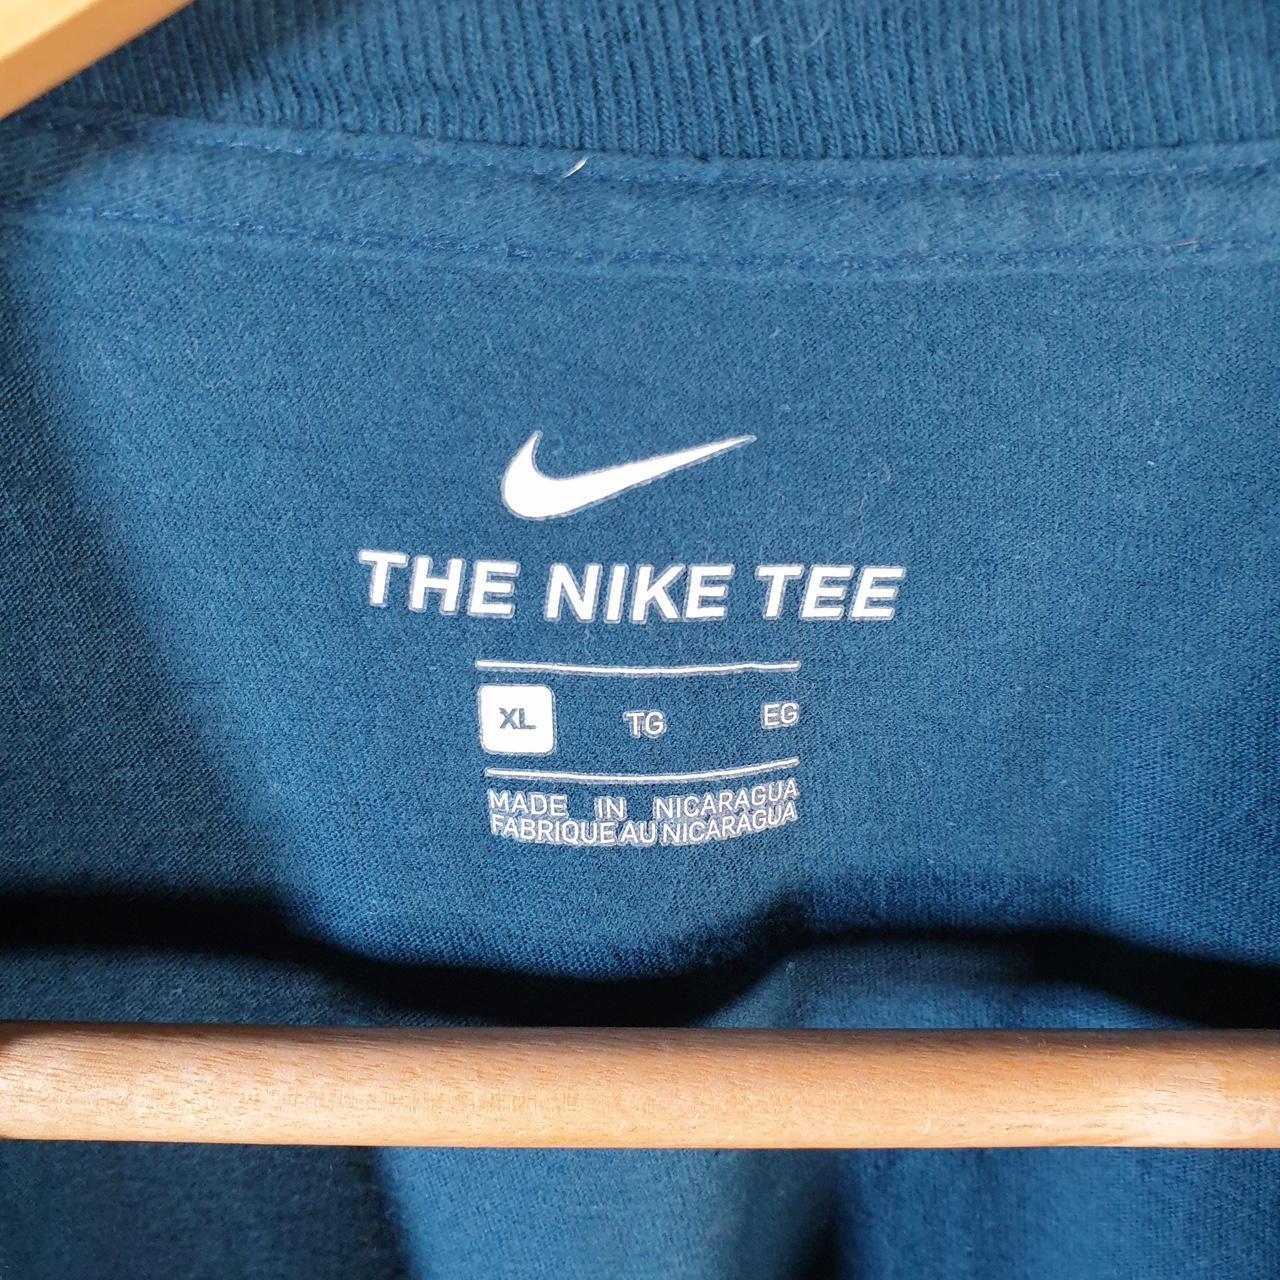 THE NIKE TEE
XL TG EG
MADE IN NICARAGUA
FABRIQUE AU NICARAGUA